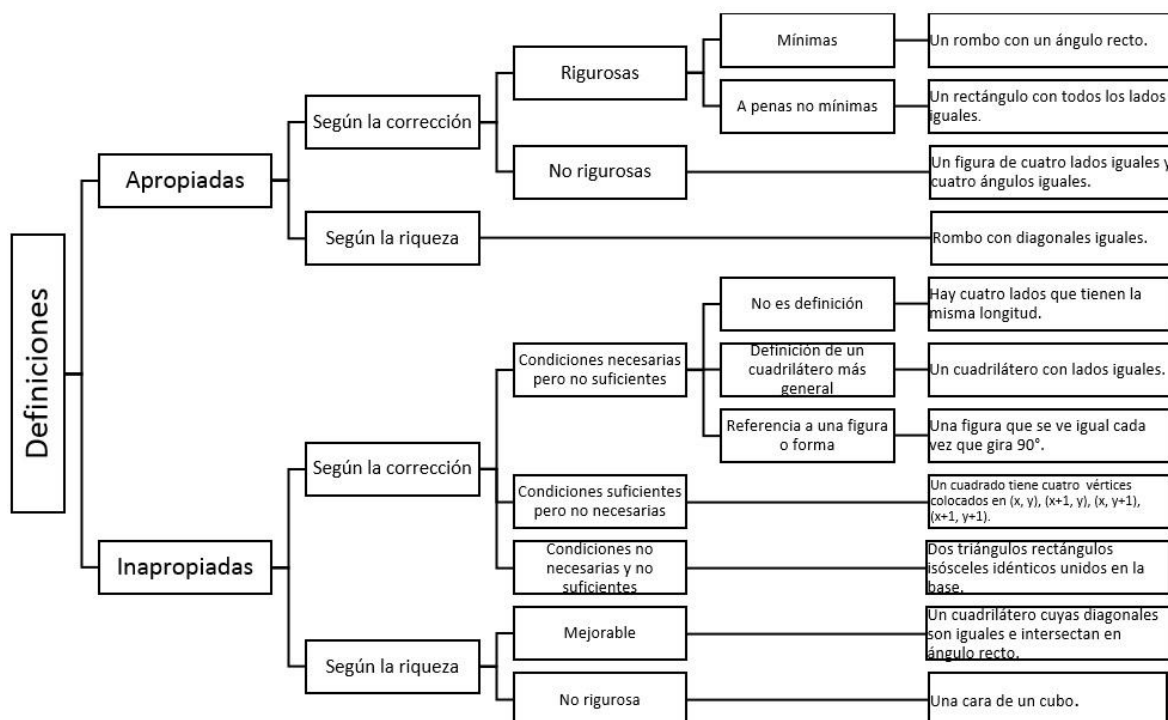 Definiciones
Apropiadas
Según la corrección
Rigurosas
Mínimas
Un rombo con un ángulo recto.
A penas no mínimas
Un rectángulo con todos los lados
iguales.
No rigurosas
Un figura de cuatro lados iguales y
cuatro ángulos iguales.
Según la riqueza
Rombo con diagonales iguales.
Inapropiadas
Según la corrección
Condiciones necesarias
pero no suficientes
No es definición
Hay cuatro lados que tienen la
misma longitud.
Definición de un
cuadrilátero más
general
Un cuadrilátero con lados iguales.
Referencia a una figura
o forma
Una figura que se ve igual cada
vez que gira 90°.
Condiciones suficientes
pero no necesarias
Un cuadrado tiene cuatro vértices
colocados en (x, y), (x+1, y), (x, y+1),
(x+1, y+1).
Condiciones no
necesarias y no
suficientes
Dos triángulos rectángulos
isósceles idénticos unidos en la
base.
Según la riqueza
Mejorable
Un cuadrilátero cuyas diagonales
son iguales e intersectan en
ángulo recto.
No rigurosa
Una cara de un cubo.